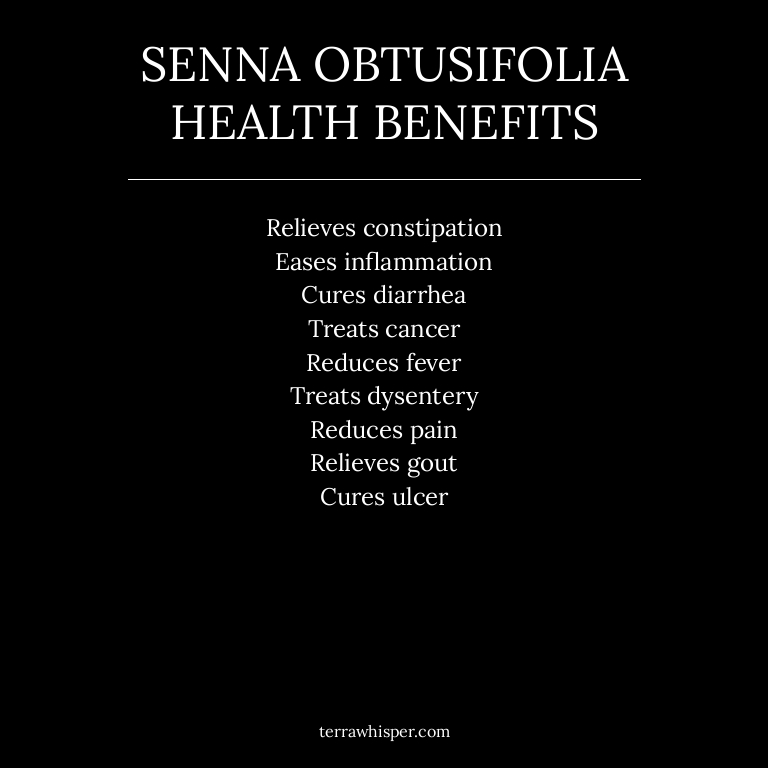 SENNA OBTUSIFOLIA
HEALTH BENEFITS
Relieves constipation
Eases inflammation
Cures diarrhea
Treats cancer
Reduces fever
Treats dysentery
Reduces pain
Relieves gout
Cures ulcer
terrawhisper.com